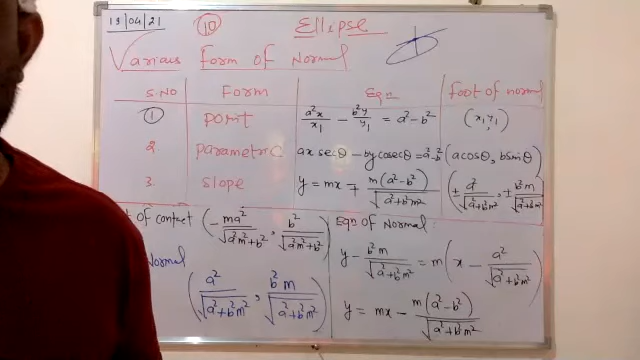 19/04/21 (10) Ellipse
Various form of Normal
S.NO Form Eqn foot of normal
(1) point a²x/x₁ - b²y/y₁ = a²-b² (x₁,y₁)
2. parametric ax secθ - by cosecθ = a²-b² (acosθ, bsinθ)
3. slope y = mx ∓ m(a²-b²)/√(a²+b²m²) (± a²/√(a²+b²m²), ± b²m/√(a²+b²m²))
of contact (-ma²/√(a²m²+b²), b²/√(a²m²+b²))
Normal
(a²/√(a²+b²m²), b²m/√(a²+b²m²))
Eqn of Normal:
y - b²m/√(a²+b²m²) = m(x - a²/√(a²+b²m²))
y = mx - m(a²-b²)/√(a²+b²m²)